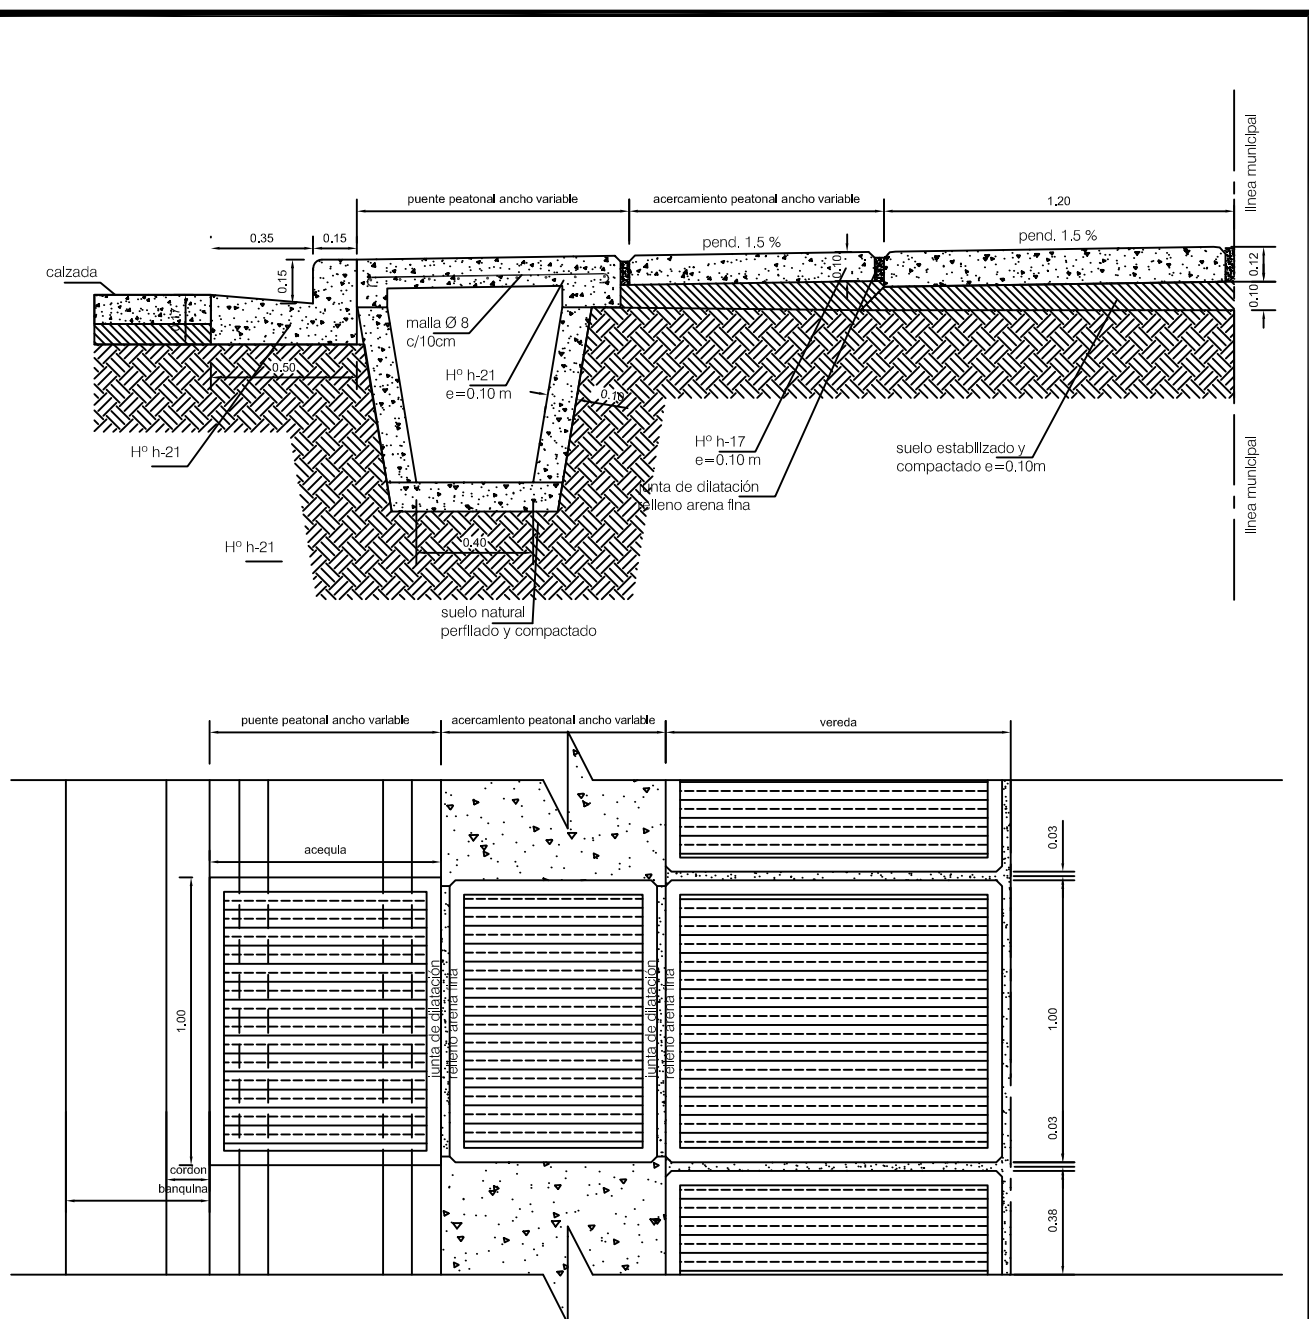 línea municipal
puente peatonal ancho variable
acercamiento peatonal ancho variable
1.20
0.35
0.15
pend. 1.5 %
pend. 1.5 %
calzada
0.15
0.10
0.12
0.10
malla Ø 8
c/10cm
0.50
Hº h-21
e=0.10 m
0.10
Hº h-21
Hº h-17
e=0.10 m
suelo estabilizado y
compactado e=0.10m
junta de dilatación
relleno arena fina
línea municipal
Hº h-21
0.40
suelo natural
perfilado y compactado
puente peatonal ancho variable
acercamiento peatonal ancho variable
vereda
acequia
0.03
1.00
junta de dilatación
relleno arena fina
junta de dilatación
relleno arena fina
1.00
0.03
cordon
banquina
0.38